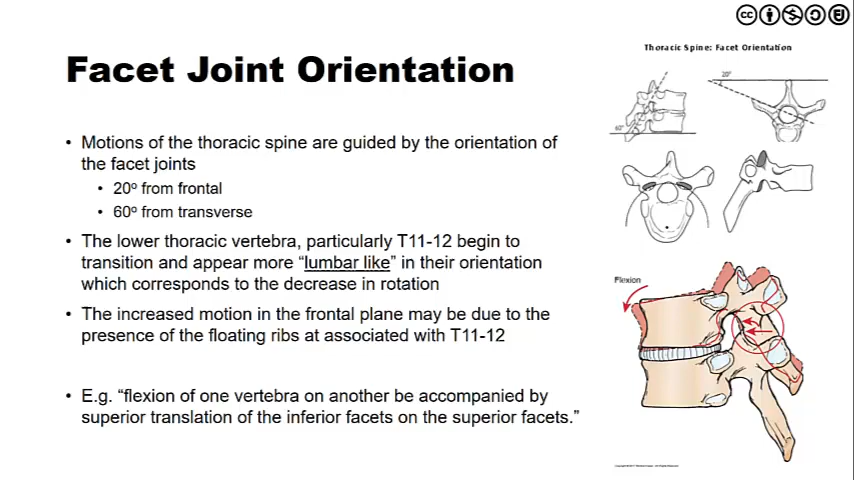 Facet Joint Orientation
• Motions of the thoracic spine are guided by the orientation of
the facet joints
• 20º from frontal
• 60º from transverse
• The lower thoracic vertebra, particularly T11-12 begin to
transition and appear more “lumbar like” in their orientation
which corresponds to the decrease in rotation
• The increased motion in the frontal plane may be due to the
presence of the floating ribs at associated with T11-12
• E.g. “flexion of one vertebra on another be accompanied by
superior translation of the inferior facets on the superior facets.”
Thoracic Spine: Facet Orientation
20°
60°
Flexion